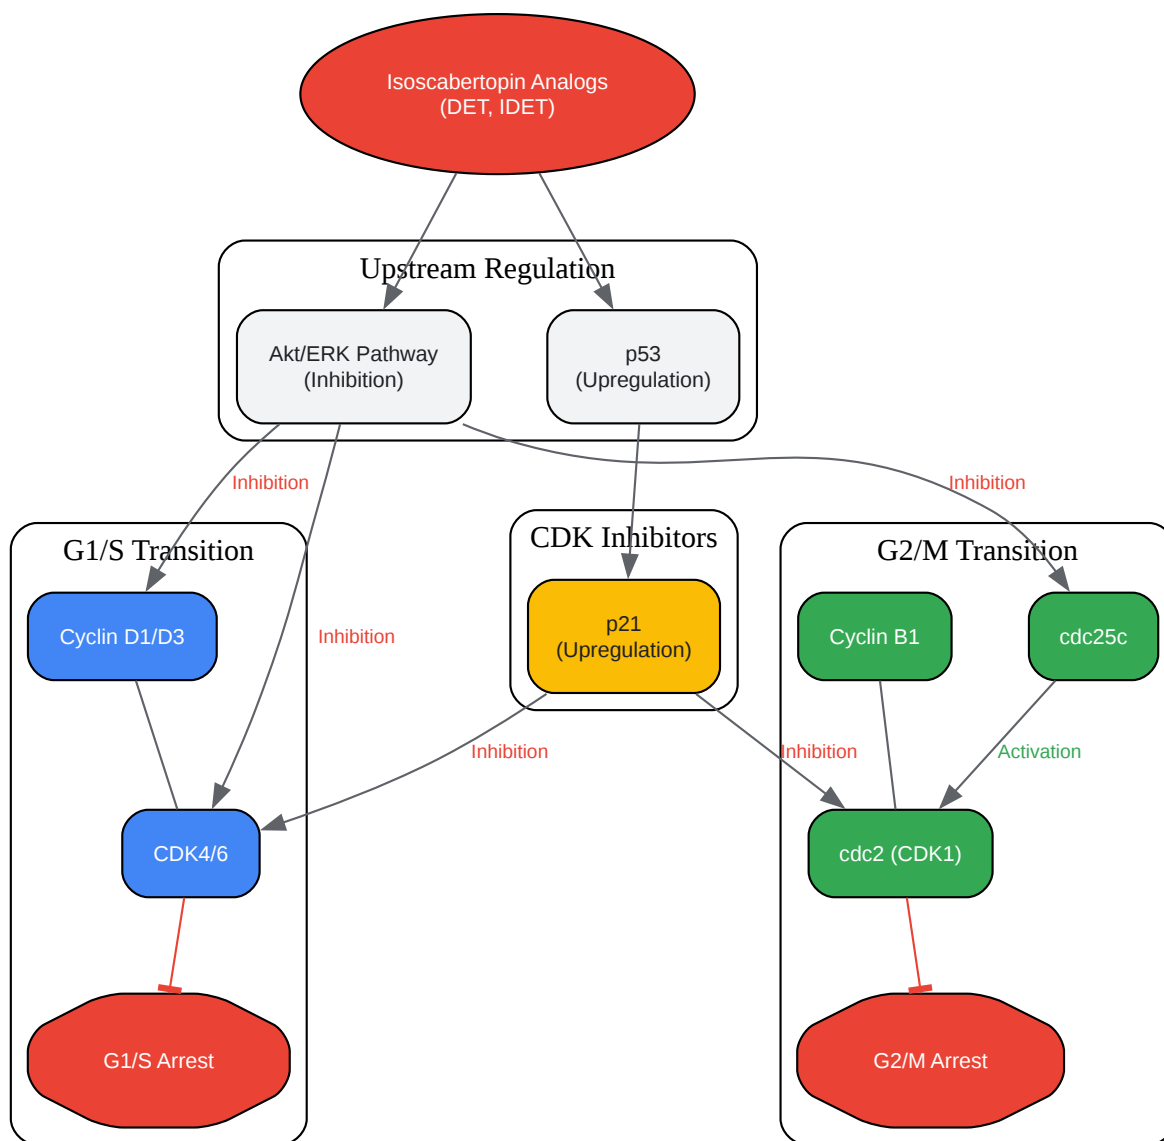 Isoscabertopin Analogs
(DET, IDET)
Upstream Regulation
Akt/ERK Pathway
(Inhibition)
p53
(Upregulation)
Inhibition
Inhibition
G1/S Transition
CDK Inhibitors
G2/M Transition
Cyclin D1/D3
Inhibition
p21
(Upregulation)
Cyclin B1
cdc25c
Inhibition
Inhibition
Activation
CDK4/6
cdc2 (CDK1)
G1/S Arrest
G2/M Arrest